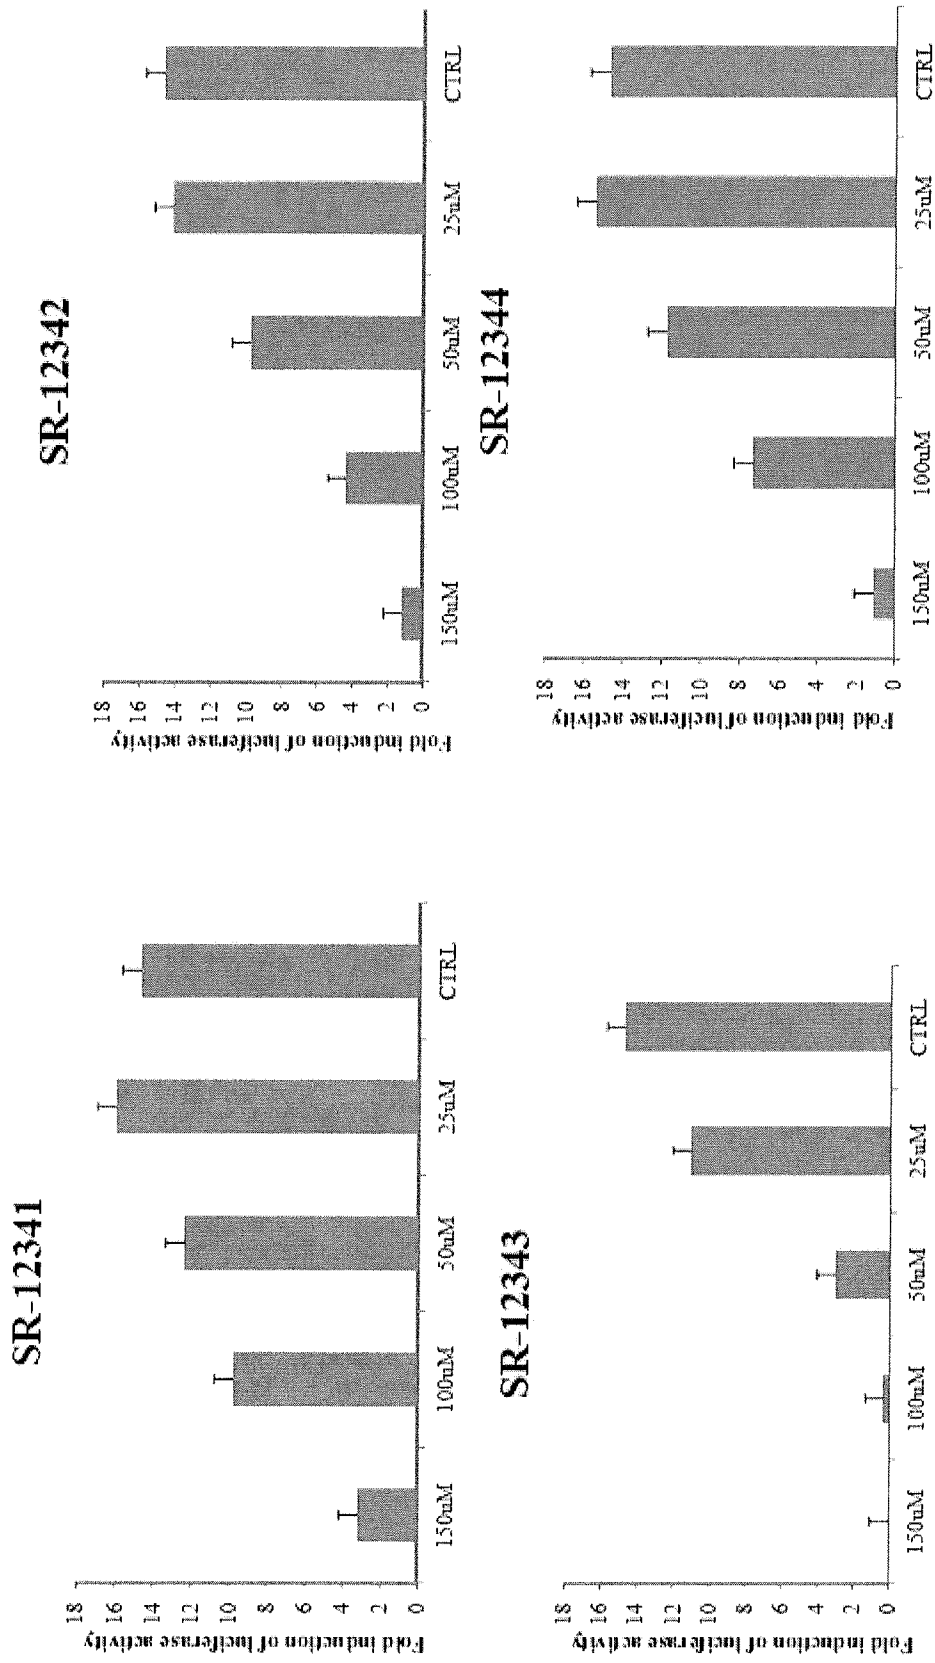 SR-12341
Fold induction of luciferase activity
18
16
14
12
10
8
6
4
2
0
150uM
100uM
50uM
25uM
CTRL
SR-12342
Fold induction of luciferase activity
18
16
14
12
10
8
6
4
2
0
150uM
100uM
50uM
25uM
CTRL
SR-12343
Fold induction of luciferase activity
18
16
14
12
10
8
6
4
2
0
150uM
100uM
50uM
25uM
CTRL
SR-12344
Fold induction of luciferase activity
18
16
14
12
10
8
6
4
2
0
150uM
100uM
50uM
25uM
CTRL